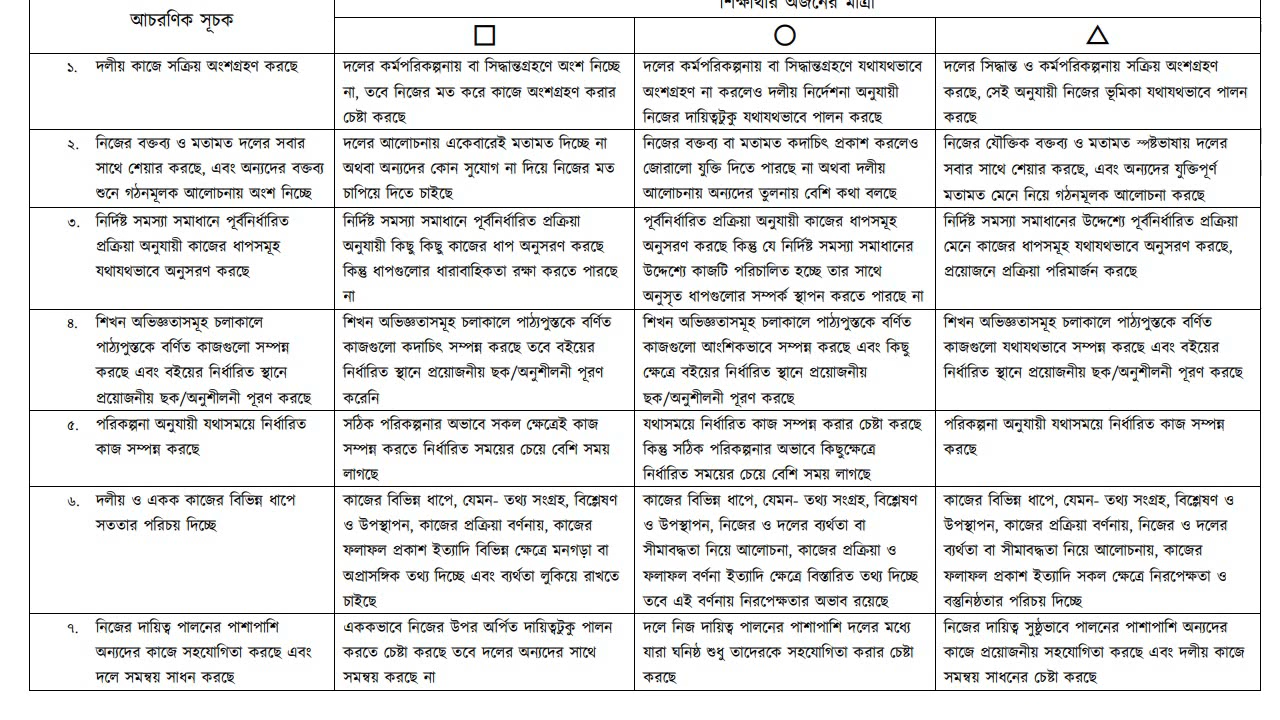 শিক্ষার্থীর অর্জনের মাত্রা
আচরণিক সূচক
১. দলীয় কাজে সক্রিয় অংশগ্রহণ করছে
দলের কর্মপরিকল্পনায় বা সিদ্ধান্তগ্রহণে অংশ নিচ্ছে
না, তবে নিজের মত করে কাজে অংশগ্রহণ করার
চেষ্টা করছে
দলের কর্মপরিকল্পনায় বা সিদ্ধান্তগ্রহণে যথাযথভাবে
অংশগ্রহণ না করলেও দলীয় নির্দেশনা অনুযায়ী
নিজের দায়িত্বটুকু যথাযথভাবে পালন করছে
দলের সিদ্ধান্ত ও কর্মপরিকল্পনায় সক্রিয় অংশগ্রহণ
করছে, সেই অনুযায়ী নিজের ভূমিকা যথাযথভাবে পালন
করছে
২. নিজের বক্তব্য ও মতামত দলের সবার
সাথে শেয়ার করছে, এবং অন্যদের বক্তব্য
শুনে গঠনমূলক আলোচনায় অংশ নিচ্ছে
দলের আলোচনায় একেবারেই মতামত দিচ্ছে না
অথবা অন্যদের কোন সুযোগ না দিয়ে নিজের মত
চাপিয়ে দিতে চাইছে
নিজের বক্তব্য বা মতামত কদাচিৎ প্রকাশ করলেও
জোরালো যুক্তি দিতে পারছে না অথবা দলীয়
আলোচনায় অন্যদের তুলনায় বেশি কথা বলছে
নিজের যৌক্তিক বক্তব্য ও মতামত স্পষ্টভাষায় দলের
সবার সাথে শেয়ার করছে, এবং অন্যদের যুক্তিপূর্ণ
মতামত মেনে নিয়ে গঠনমূলক আলোচনা করছে
৩. নির্দিষ্ট সমস্যা সমাধানে পূর্বনির্ধারিত
প্রক্রিয়া অনুযায়ী কাজের ধাপসমূহ
যথাযথভাবে অনুসরণ করছে
নির্দিষ্ট সমস্যা সমাধানে পূর্বনির্ধারিত প্রক্রিয়া
অনুযায়ী কিছু কিছু কাজের ধাপ অনুসরণ করছে
কিন্তু ধাপগুলোর ধারাবাহিকতা রক্ষা করতে পারছে
না
পূর্বনির্ধারিত প্রক্রিয়া অনুযায়ী কাজের ধাপসমূহ
অনুসরণ করছে কিন্তু যে নির্দিষ্ট সমস্যা সমাধানের
উদ্দেশ্যে কাজটি পরিচালিত হচ্ছে তার সাথে
অনুসৃত ধাপগুলোর সম্পর্ক স্থাপন করতে পারছে না
নির্দিষ্ট সমস্যা সমাধানের উদ্দেশ্যে পূর্বনির্ধারিত প্রক্রিয়া
মেনে কাজের ধাপসমূহ যথাযথভাবে অনুসরণ করছে,
প্রয়োজনে প্রক্রিয়া পরিমার্জন করছে
৪. শিখন অভিজ্ঞতাসমূহ চলাকালে
পাঠ্যপুস্তকে বর্ণিত কাজগুলো সম্পন্ন
করছে এবং বইয়ের নির্ধারিত স্থানে
প্রয়োজনীয় ছক/অনুশীলনী পূরণ করছে
শিখন অভিজ্ঞতাসমূহ চলাকালে পাঠ্যপুস্তকে বর্ণিত
কাজগুলো কদাচিৎ সম্পন্ন করছে তবে বইয়ের
নির্ধারিত স্থানে প্রয়োজনীয় ছক/অনুশীলনী পূরণ
করেনি
শিখন অভিজ্ঞতাসমূহ চলাকালে পাঠ্যপুস্তকে বর্ণিত
কাজগুলো আংশিকভাবে সম্পন্ন করছে এবং কিছু
ক্ষেত্রে বইয়ের নির্ধারিত স্থানে প্রয়োজনীয়
ছক/অনুশীলনী পূরণ করছে
শিখন অভিজ্ঞতাসমূহ চলাকালে পাঠ্যপুস্তকে বর্ণিত
কাজগুলো যথাযথভাবে সম্পন্ন করছে এবং বইয়ের
নির্ধারিত স্থানে প্রয়োজনীয় ছক/অনুশীলনী পূরণ করছে
৫. পরিকল্পনা অনুযায়ী যথাসময়ে নির্ধারিত
কাজ সম্পন্ন করছে
সঠিক পরিকল্পনার অভাবে সকল ক্ষেত্রেই কাজ
সম্পন্ন করতে নির্ধারিত সময়ের চেয়ে বেশি সময়
লাগছে
যথাসময়ে নির্ধারিত কাজ সম্পন্ন করার চেষ্টা করছে
কিন্তু সঠিক পরিকল্পনার অভাবে কিছুক্ষেত্রে
নির্ধারিত সময়ের চেয়ে বেশি সময় লাগছে
পরিকল্পনা অনুযায়ী যথাসময়ে নির্ধারিত কাজ সম্পন্ন
করছে
৬. দলীয় ও একক কাজের বিভিন্ন ধাপে
সততার পরিচয় দিচ্ছে
কাজের বিভিন্ন ধাপে, যেমন- তথ্য সংগ্রহ, বিশ্লেষণ
ও উপস্থাপন, কাজের প্রক্রিয়া বর্ণনায়, কাজের
ফলাফল প্রকাশ ইত্যাদি বিভিন্ন ক্ষেত্রে মনগড়া বা
অপ্রাসঙ্গিক তথ্য দিচ্ছে এবং ব্যর্থতা লুকিয়ে রাখতে
চাইছে
কাজের বিভিন্ন ধাপে, যেমন- তথ্য সংগ্রহ, বিশ্লেষণ
ও উপস্থাপন, নিজের ও দলের ব্যর্থতা বা
সীমাবদ্ধতা নিয়ে আলোচনা, কাজের প্রক্রিয়া ও
ফলাফল বর্ণনা ইত্যাদি ক্ষেত্রে বিস্তারিত তথ্য দিচ্ছে
তবে এই বর্ণনায় নিরপেক্ষতার অভাব রয়েছে
কাজের বিভিন্ন ধাপে, যেমন- তথ্য সংগ্রহ, বিশ্লেষণ ও
উপস্থাপন, কাজের প্রক্রিয়া বর্ণনায়, নিজের ও দলের
ব্যর্থতা বা সীমাবদ্ধতা নিয়ে আলোচনায়, কাজের
ফলাফল প্রকাশ ইত্যাদি সকল ক্ষেত্রে নিরপেক্ষতা ও
বস্তুনিষ্ঠতার পরিচয় দিচ্ছে
৭. নিজের দায়িত্ব পালনের পাশাপাশি
অন্যদের কাজে সহযোগিতা করছে এবং
দলে সমন্বয় সাধন করছে
এককভাবে নিজের উপর অর্পিত দায়িত্বটুকু পালন
করতে চেষ্টা করছে তবে দলের অন্যদের সাথে
সমন্বয় করছে না
দলে নিজ দায়িত্ব পালনের পাশাপাশি দলের মধ্যে
যারা ঘনিষ্ঠ শুধু তাদেরকে সহযোগিতা করার চেষ্টা
করছে
নিজের দায়িত্ব সুষ্ঠুভাবে পালনের পাশাপাশি অন্যদের
কাজে প্রয়োজনীয় সহযোগিতা করছে এবং দলীয় কাজে
সমন্বয় সাধনের চেষ্টা করছে